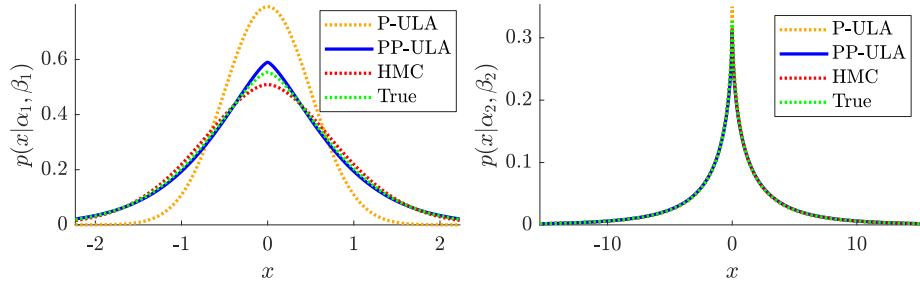 p(x|α₁, β₁)
0.6
0.4
0.2
0
-2
-1
0
1
2
x
P-ULA
PP-ULA
HMC
True
p(x|α₂, β₂)
0.3
0.2
0.1
0
-10
0
10
x
P-ULA
PP-ULA
HMC
True